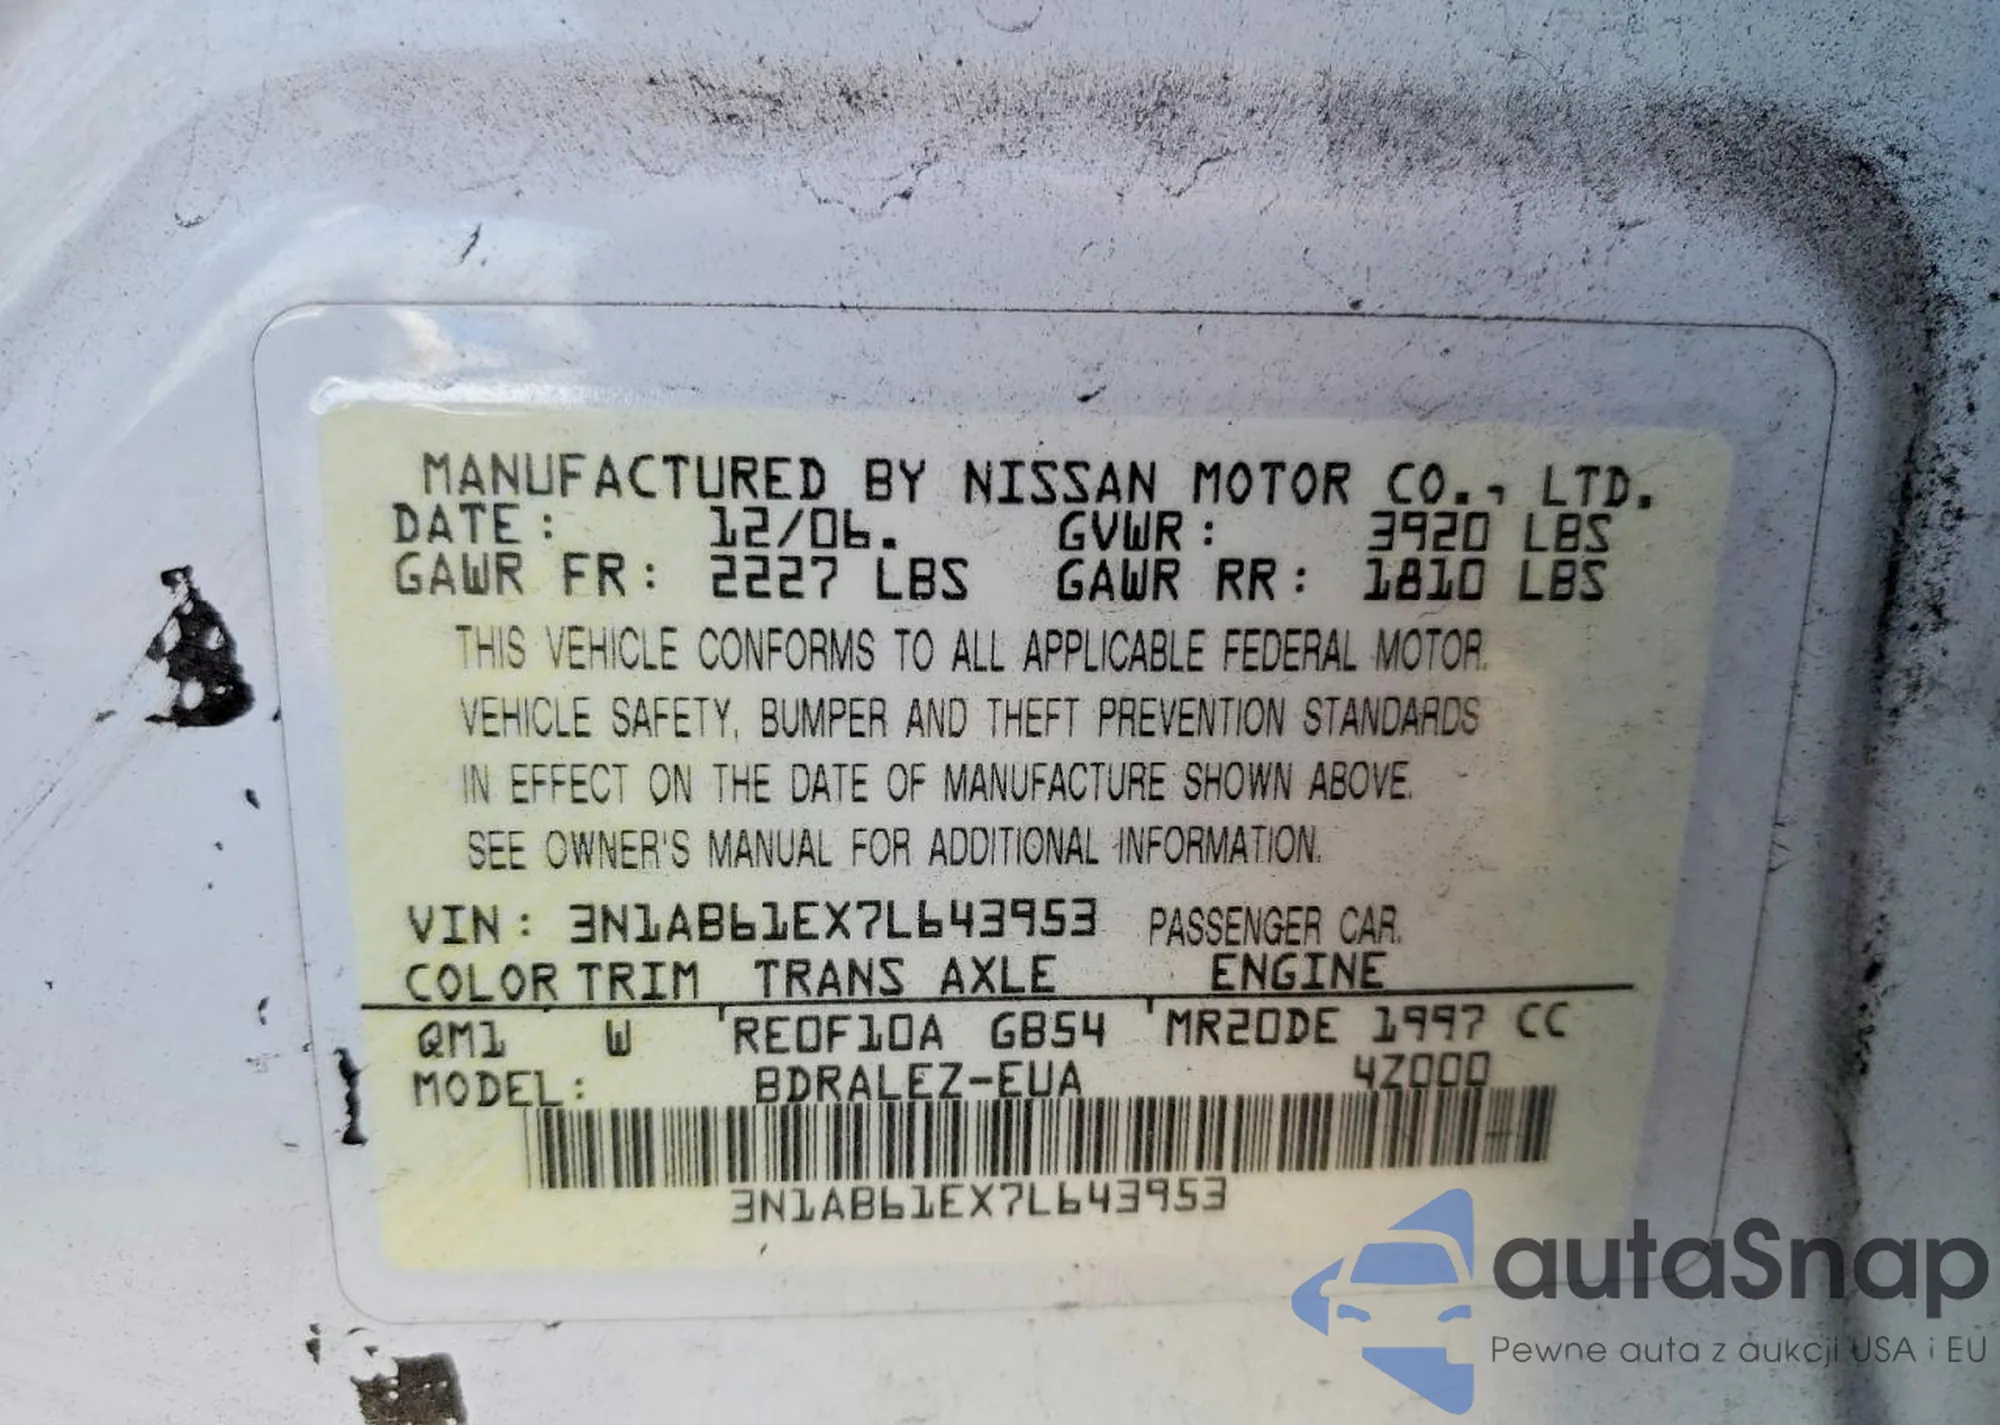 MANUFACTURED BY NISSAN MOTOR CO., LTD.
DATE: 12/06. GVWR: 3920 LBS
GAWR FR: 2227 LBS GAWR RR: 1810 LBS
THIS VEHICLE CONFORMS TO ALL APPLICABLE FEDERAL MOTOR
VEHICLE SAFETY, BUMPER AND THEFT PREVENTION STANDARDS
IN EFFECT ON THE DATE OF MANUFACTURE SHOWN ABOVE.
SEE OWNER'S MANUAL FOR ADDITIONAL INFORMATION.
VIN: 3N1AB61EX7L643953 PASSENGER CAR.
COLOR TRIM TRANS AXLE ENGINE
QM1 W RE0F10A GB54 MR20DE 1997 CC
MODEL: BDRALEZ-EUA 4Z000
3N1AB61EX7L643953
autaSnap
Pewne auta z aukcji USA i EU